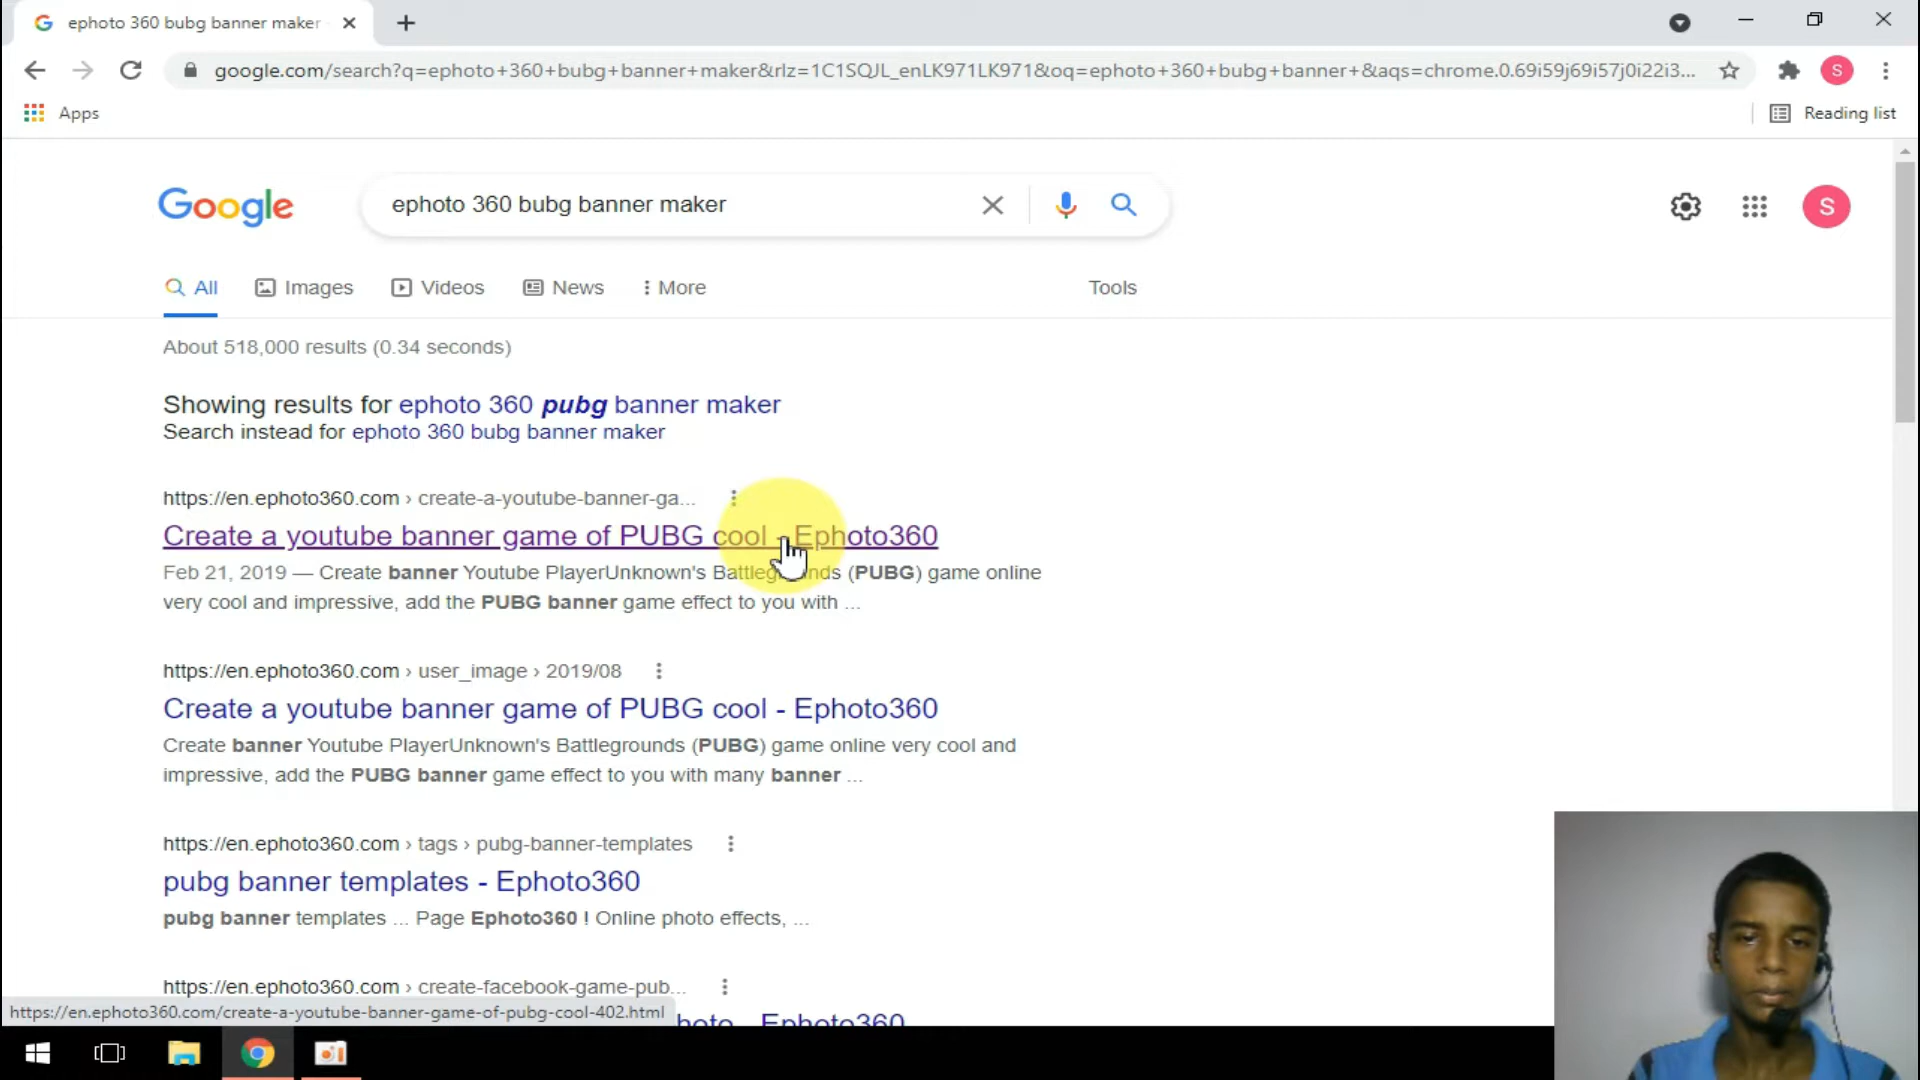 ephoto 360 bubg banner maker
google.com/search?q=ephoto+360+bubg+banner+maker&rlz=1C1SQJL_enLK971LK971&oq=ephoto+360+bubg+banner+&aqs=chrome.0.69i59j69i57j0i22i3...
S
Apps
Reading list
Google
ephoto 360 bubg banner maker
S
All
Images
Videos
News
More
Tools
About 518,000 results (0.34 seconds)
Showing results for ephoto 360 pubg banner maker
Search instead for ephoto 360 bubg banner maker
https://en.ephoto360.com › create-a-youtube-banner-ga...
Create a youtube banner game of PUBG cool - Ephoto360
Feb 21, 2019 — Create banner Youtube PlayerUnknown's Battlegrounds (PUBG) game online
very cool and impressive, add the PUBG banner game effect to you with ...
https://en.ephoto360.com › user_image › 2019/08
Create a youtube banner game of PUBG cool - Ephoto360
Create banner Youtube PlayerUnknown's Battlegrounds (PUBG) game online very cool and
impressive, add the PUBG banner game effect to you with many banner ...
https://en.ephoto360.com › tags › pubg-banner-templates
pubg banner templates - Ephoto360
pubg banner templates ... Page Ephoto360 ! Online photo effects, ...
https://en.ephoto360.com › create-facebook-game-pub...
https://en.ephoto360.com/create-a-youtube-banner-game-of-pubg-cool-402.html
hoto - Ephoto360